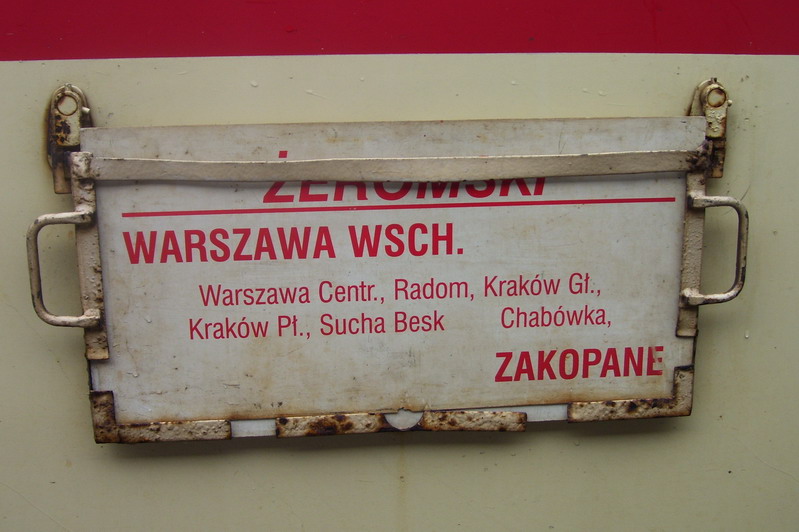 ŻEROMSKI
WARSZAWA WSCH.
Warszawa Centr., Radom, Kraków Gł.,
Kraków Pł., Sucha Besk Chabówka,
ZAKOPANE